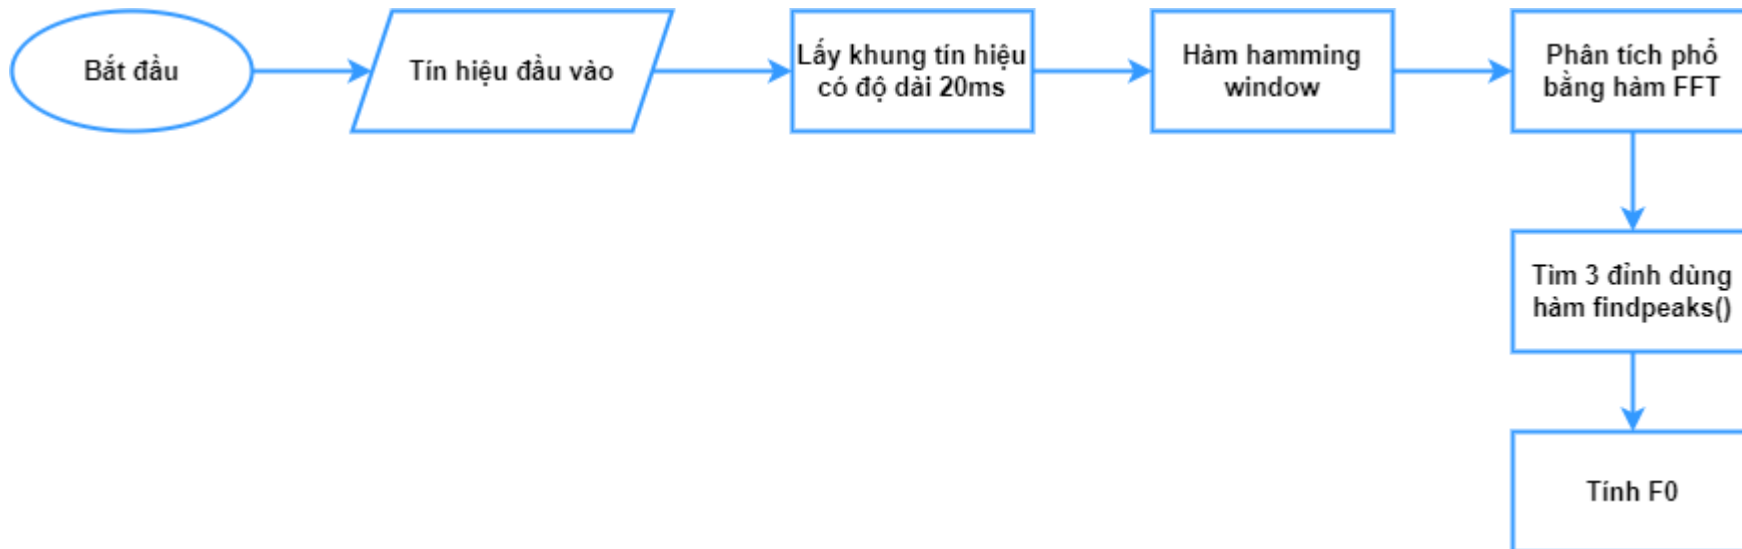 Bắt đầu
Tín hiệu đầu vào
Lấy khung tín hiệu
có độ dài 20ms
Hàm hamming
window
Phân tích phổ
bằng hàm FFT
Tìm 3 đỉnh dùng
hàm findpeaks()
Tính F0